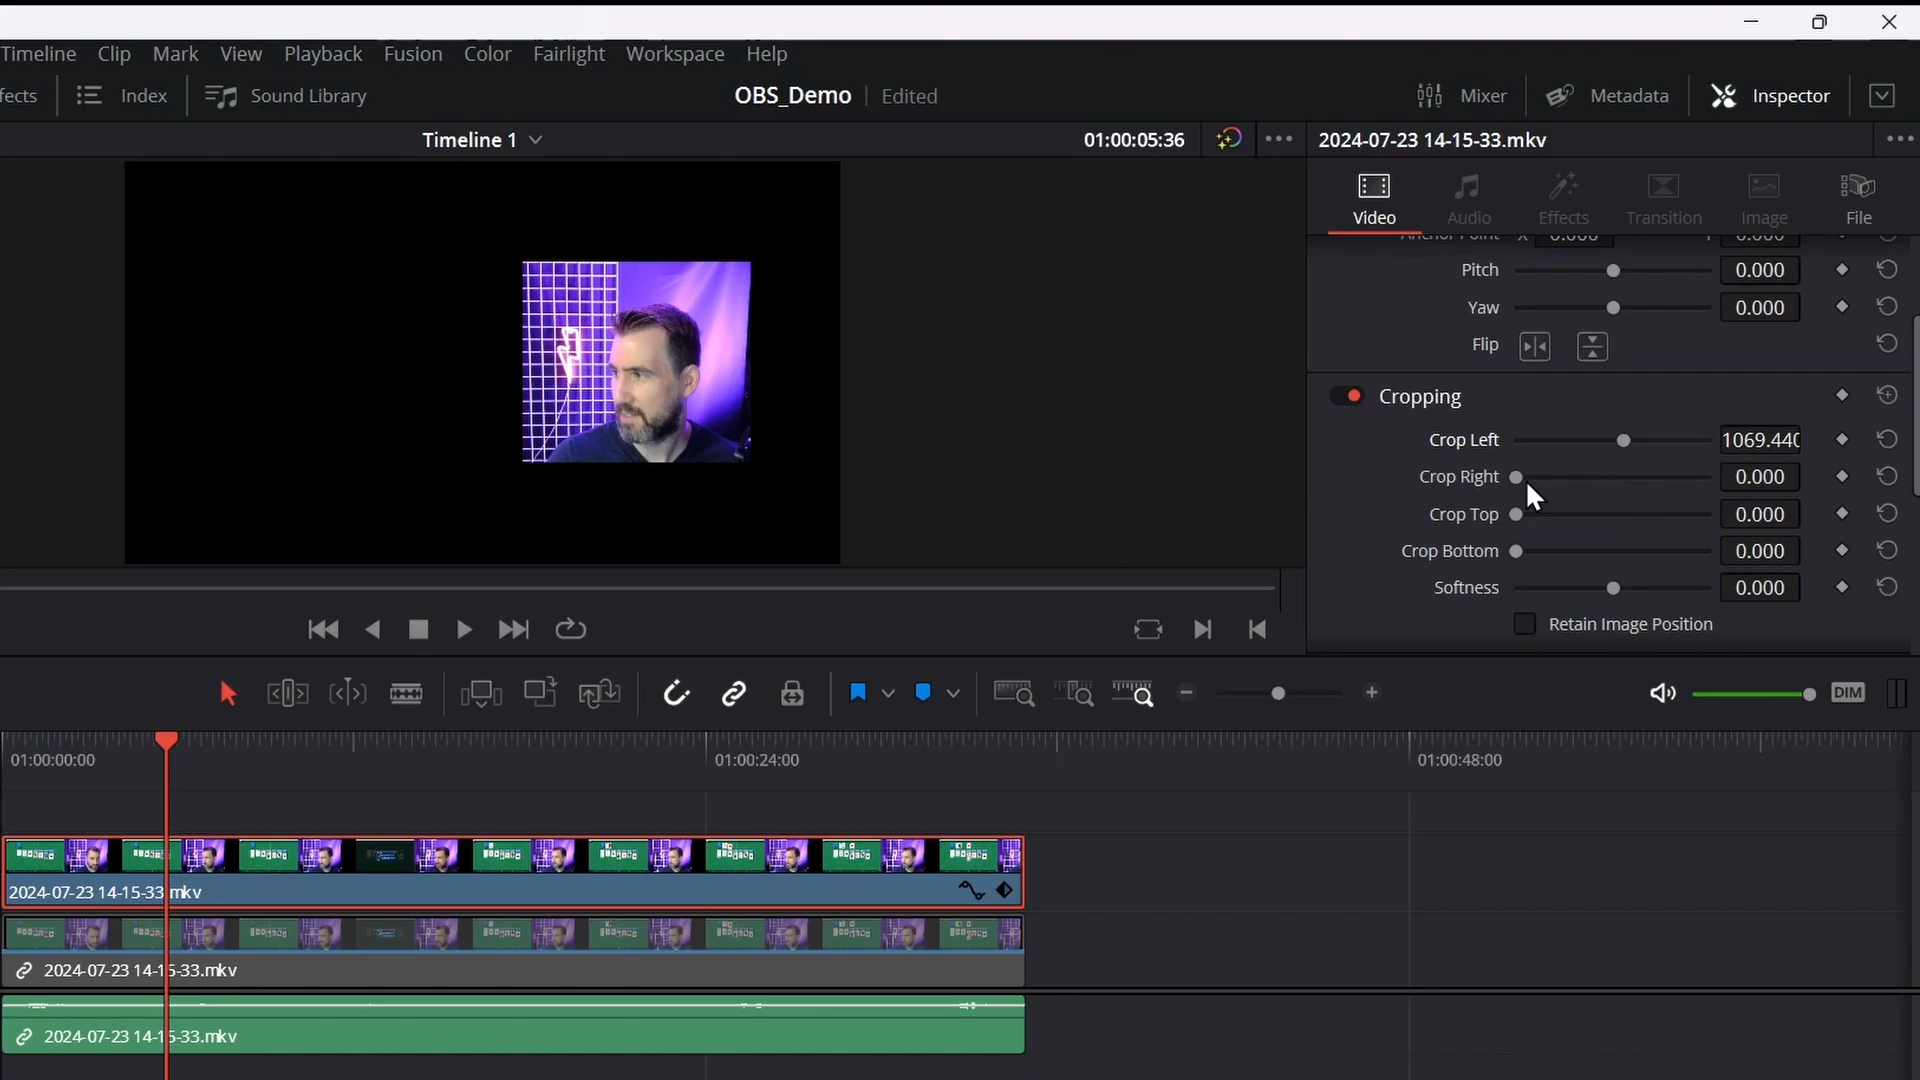 Timeline Clip Mark View Playback Fusion Color Fairlight Workspace Help
fects Index Sound Library OBS_Demo Edited Mixer Metadata Inspector
Timeline 1 01:00:05:36 2024-07-23 14-15-33.mkv
Video Audio Effects Transition Image File
Anchor Point X 0.000 Y 0.000
Pitch 0.000
Yaw 0.000
Flip
Cropping
Crop Left 1069.440
Crop Right 0.000
Crop Top 0.000
Crop Bottom 0.000
Softness 0.000
Retain Image Position
DIM
01:00:00:00 01:00:24:00 01:00:48:00
2024-07-23 14-15-33.mkv
2024-07-23 14-15-33.mkv
2024-07-23 14-15-33.mkv